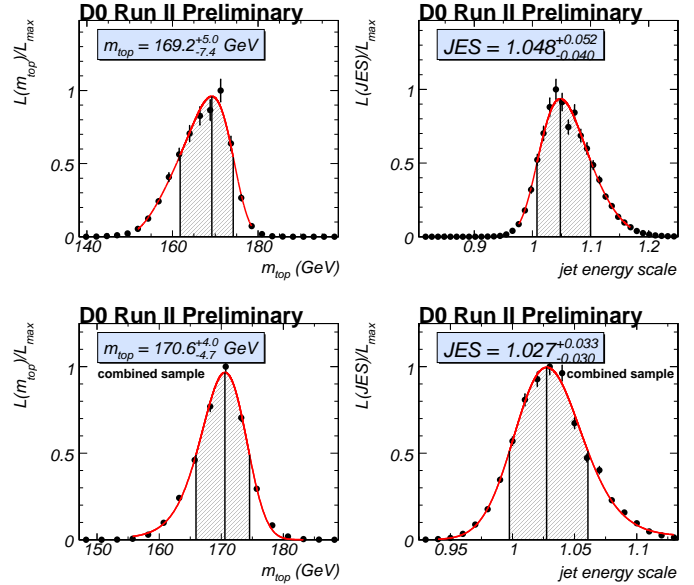 D0 Run II Preliminary
L(m_top)/L_max
m_top = 169.2 +5.0 -7.4 GeV
1
0.5
0
140 160 180
m_top (GeV)
D0 Run II Preliminary
L(JES)/L_max
JES = 1.048 +0.052 -0.040
1
0.5
0
0.9 1 1.1 1.2
jet energy scale
D0 Run II Preliminary
L(m_top)/L_max
m_top = 170.6 +4.0 -4.7 GeV
combined sample
1
0.5
0
150 160 170 180
m_top (GeV)
D0 Run II Preliminary
L(JES)/L_max
JES = 1.027 +0.033 -0.030
combined sample
1
0.5
0
0.95 1 1.05 1.1
jet energy scale